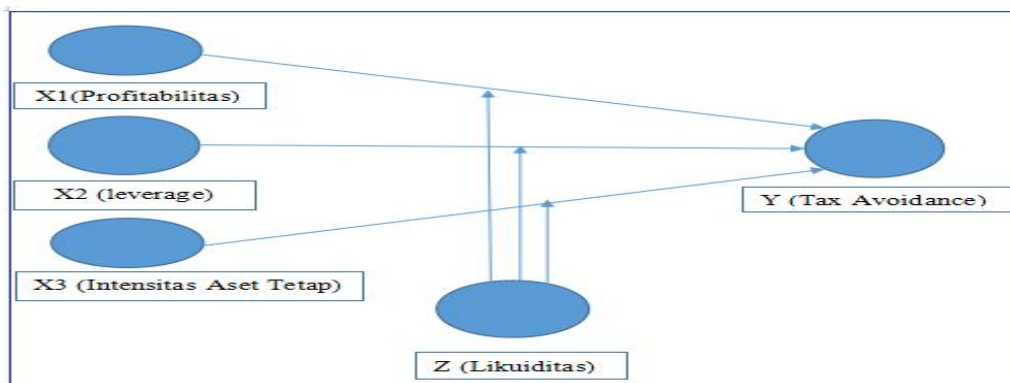 X1(Profitabilitas)
X2 (leverage)
Y (Tax Avoidance)
X3 (Intensitas Aset Tetap)
Z (Likuiditas)